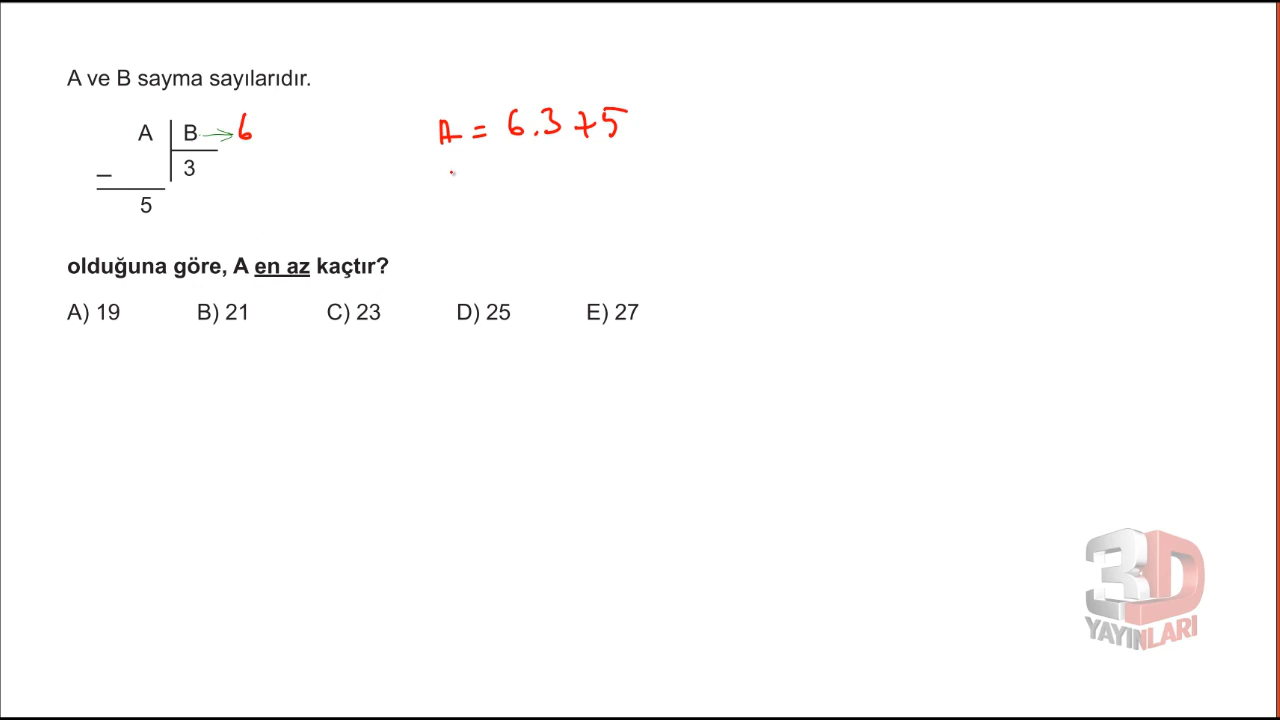 A ve B sayma sayılarıdır.
A B → 6
A = 6.3 + 5
3
5
olduğuna göre, A en az kaçtır?
A) 19 B) 21 C) 23 D) 25 E) 27
3D
YAYINLARI